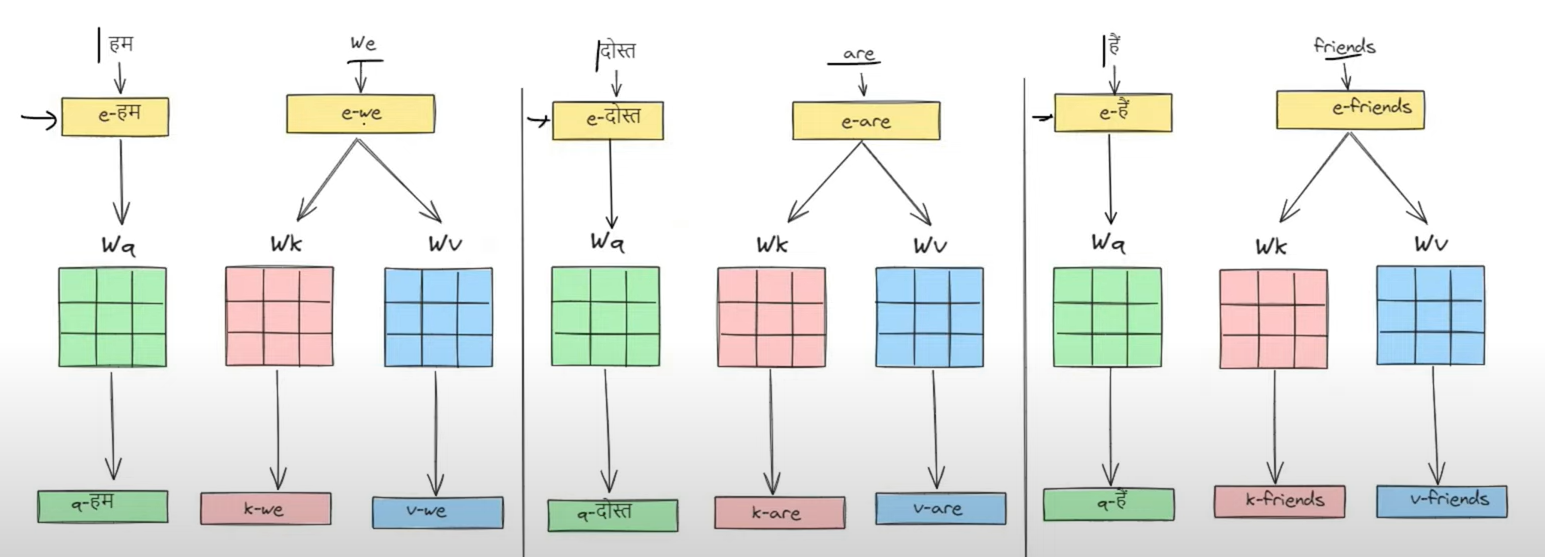 हम
we
e-हम
e-we
Wq
Wk
Wv
q-हम
k-we
v-we
दोस्त
are
e-दोस्त
e-are
Wq
Wk
Wv
q-दोस्त
k-are
v-are
हैं
friends
e-हैं
e-friends
Wq
Wk
Wv
q-हैं
k-friends
v-friends